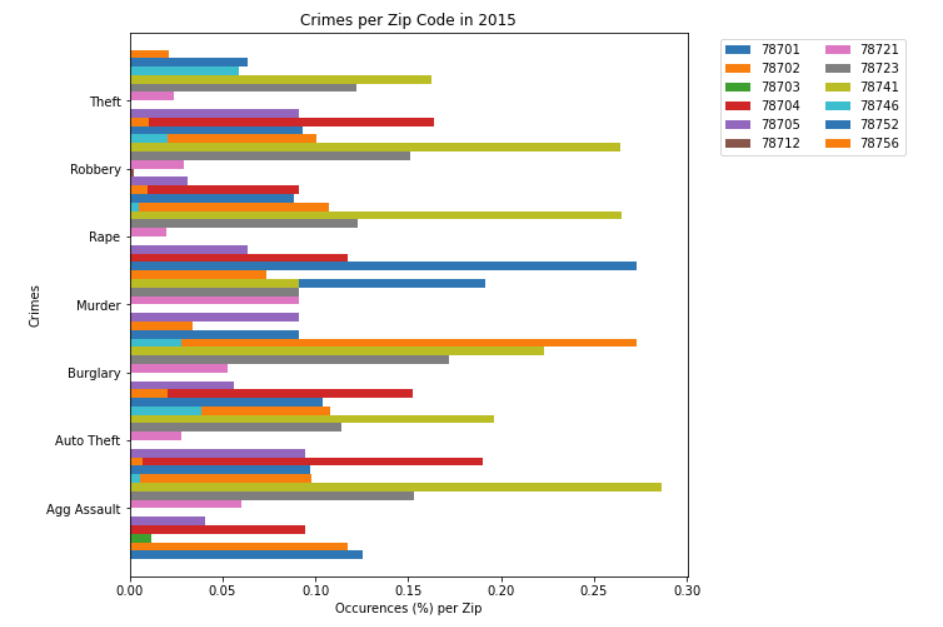 Crimes per Zip Code in 2015
78701
78702
78703
78704
78705
78712
78721
78723
78741
78746
78752
78756
Crimes
Theft
Robbery
Rape
Murder
Burglary
Auto Theft
Agg Assault
0.00 0.05 0.10 0.15 0.20 0.25 0.30
Occurences (%) per Zip